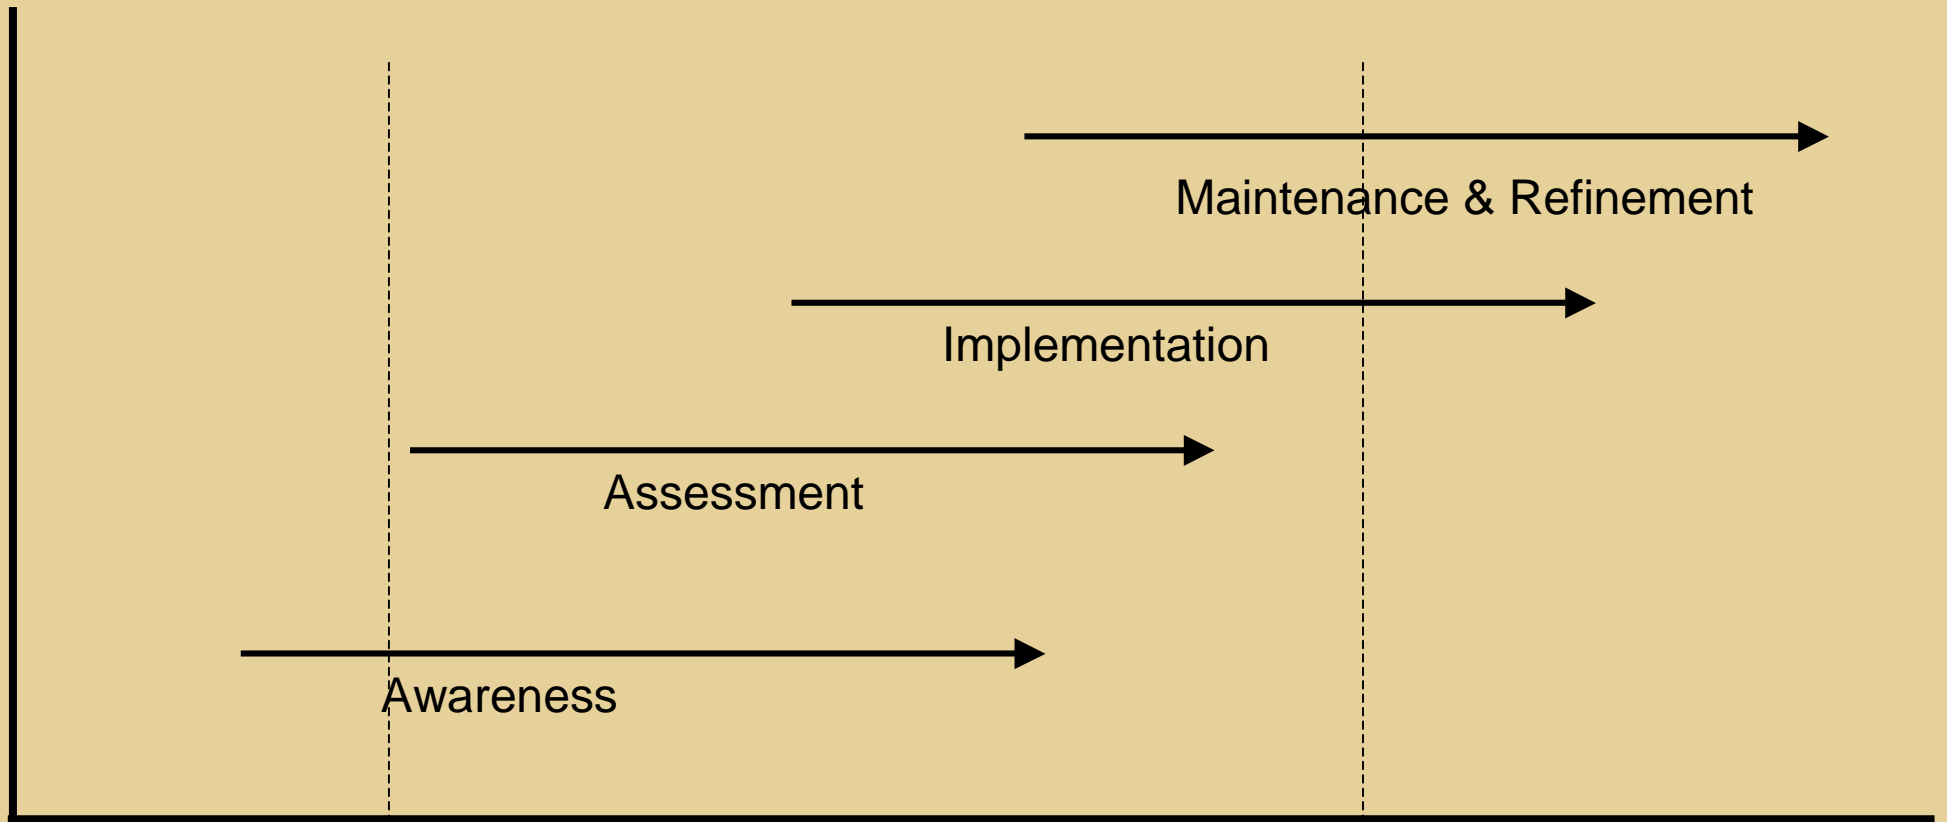 Maintenance & Refinement
Implementation
Assessment
Awareness